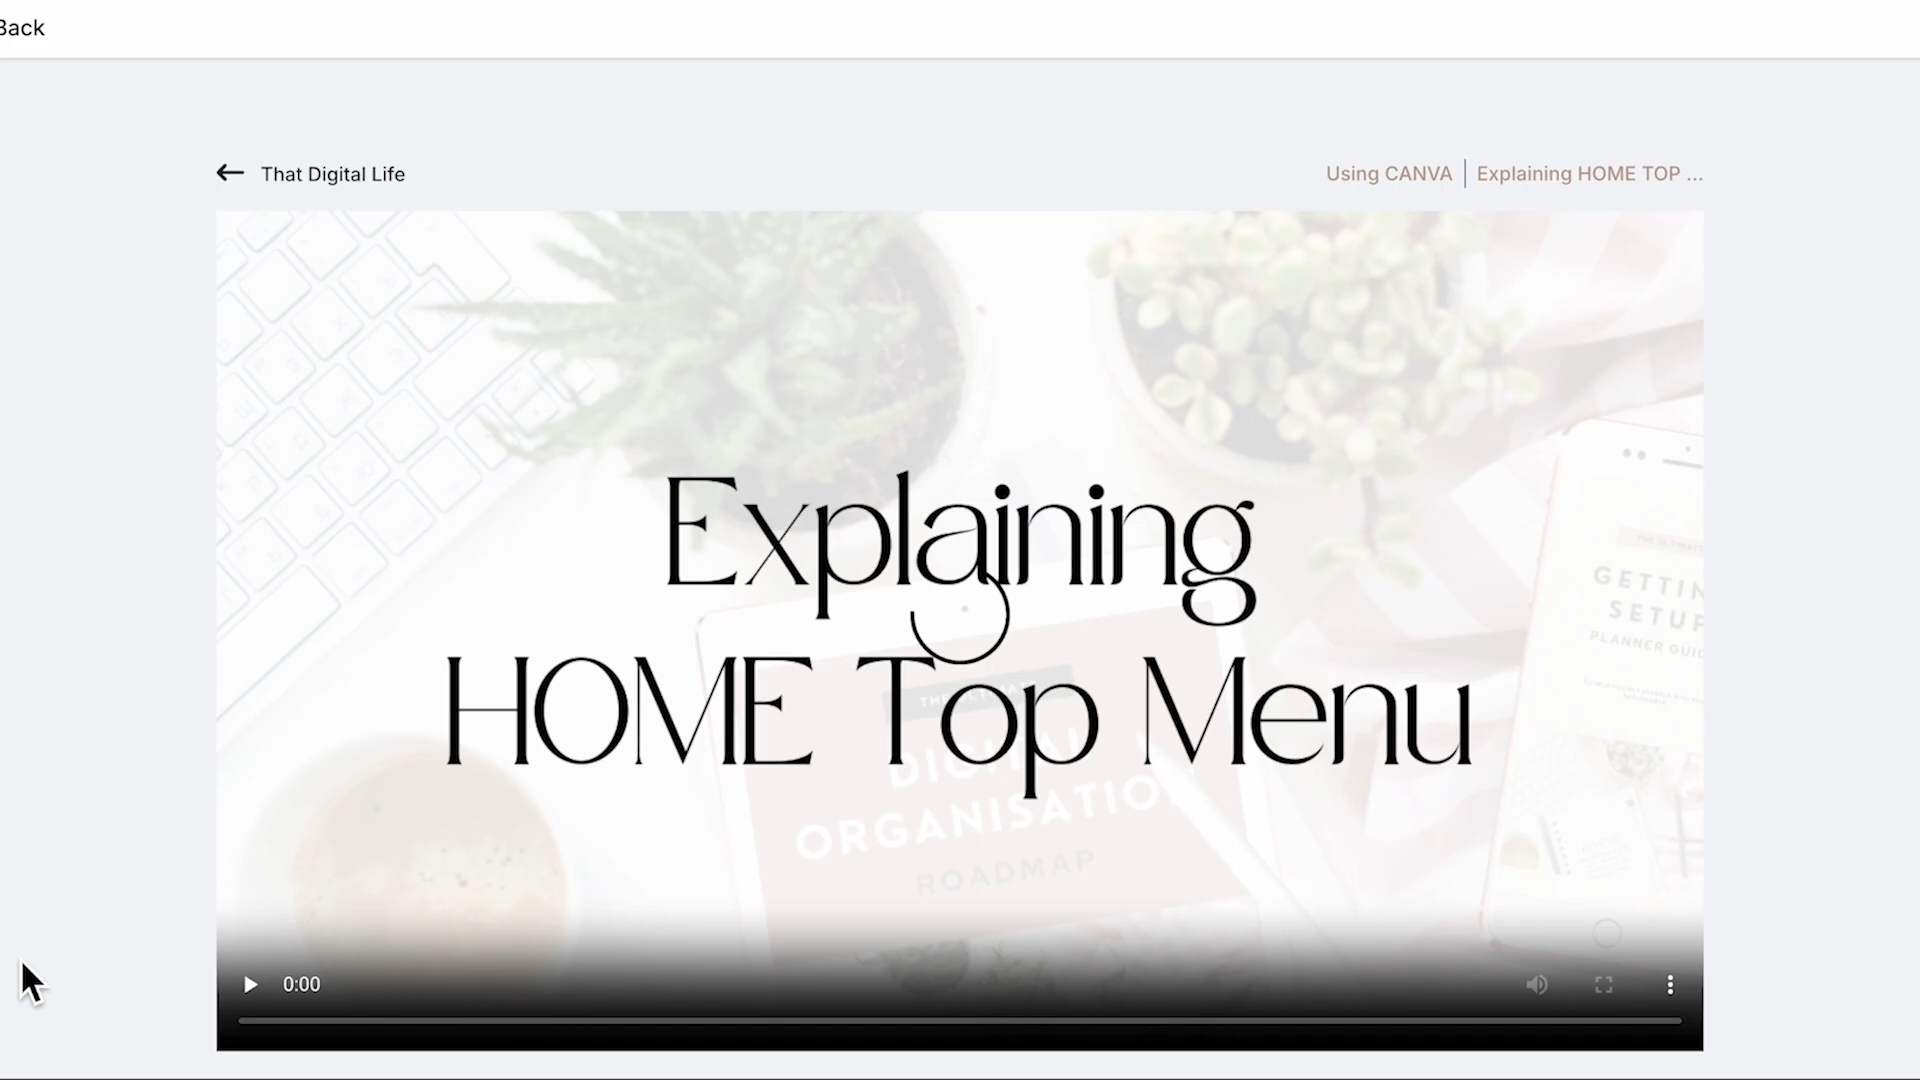 Back
That Digital Life
Using CANVA
Explaining HOME TOP ...
Explaining
HOME Top Menu
GETTIN
SETUP
PLANNER GUID
ORGANISATIO
ROADMAP
0:00